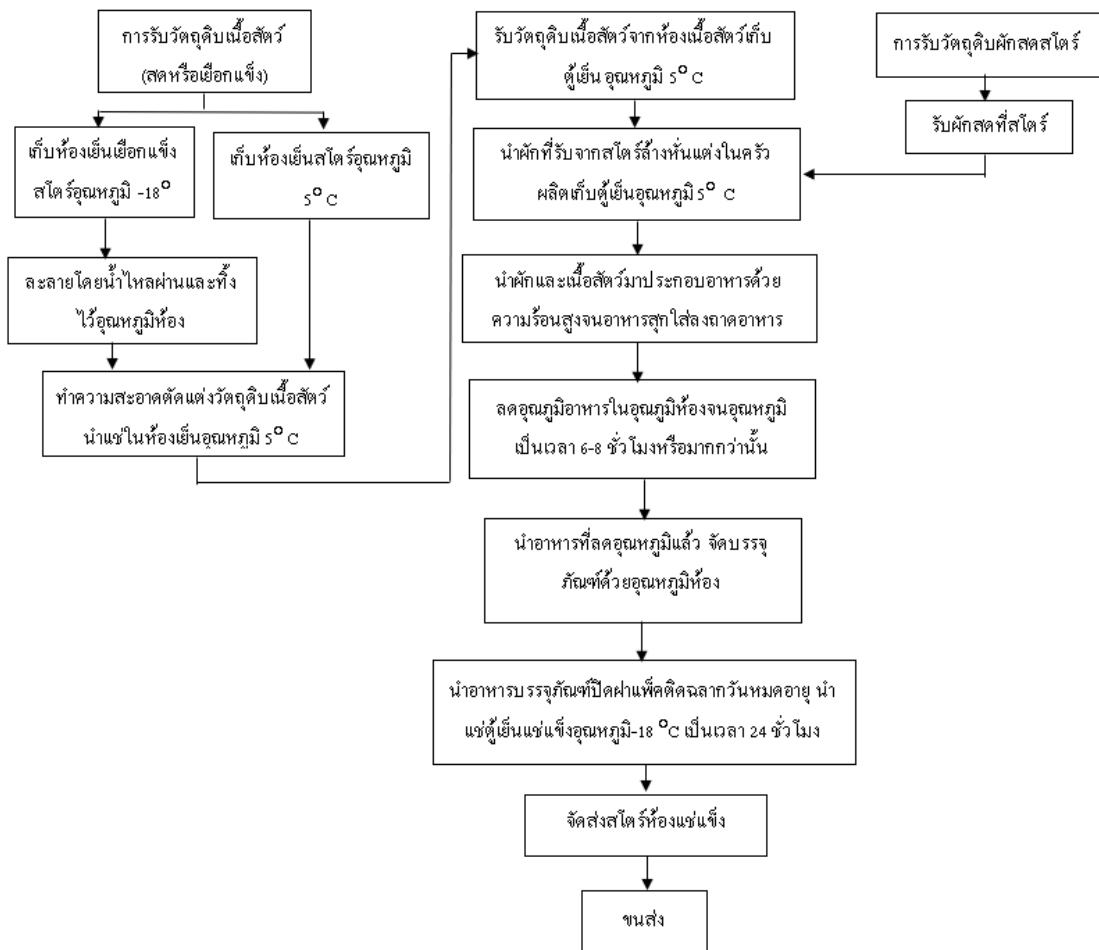 การรับวัตถุดิบเนื้อสัตว์
(สดหรือเยือกแข็ง)
เก็บห้องเย็นเยือกแข็ง
สโตร์อุณหภูมิ -18°
เก็บห้องเย็นสโตร์อุณหภูมิ
5° C
ละลายโดยน้ำไหลผ่านและทิ้ง
ไว้อุณหภูมิห้อง
ทำความสะอาดตัดแต่งวัตถุดิบเนื้อสัตว์
นำแช่ในห้องเย็นอุณหภูมิ 5° C
รับวัตถุดิบเนื้อสัตว์จากห้องเนื้อสัตว์เก็บ
ตู้เย็น อุณหภูมิ 5° C
การรับวัตถุดิบผักสดสโตร์
รับผักสดที่สโตร์
นำผักที่รับจากสโตร์ล้างหั่นแต่งในครัว
ผลิตเก็บตู้เย็นอุณหภูมิ 5° C
นำผักและเนื้อสัตว์มาประกอบอาหารด้วย
ความร้อนสูงจนอาหารสุกใส่ลงถาดอาหาร
ลดอุณภูมิอาหารในอุณภูมิห้องจนอุณหภูมิ
เป็นเวลา 6-8 ชั่วโมงหรือมากกว่านั้น
นำอาหารที่ลดอุณหภูมิแล้ว จัดบรรจุ
ภัณฑ์ด้วยอุณหภูมิห้อง
นำอาหารบรรจุภัณฑ์ปิดฝาแพ็คติดฉลากวันหมดอายุ นำ
แช่ตู้เย็นแช่แข็งอุณหภูมิ-18 °C เป็นเวลา 24 ชั่วโมง
จัดส่งสโตร์ห้องแช่แข็ง
ขนส่ง